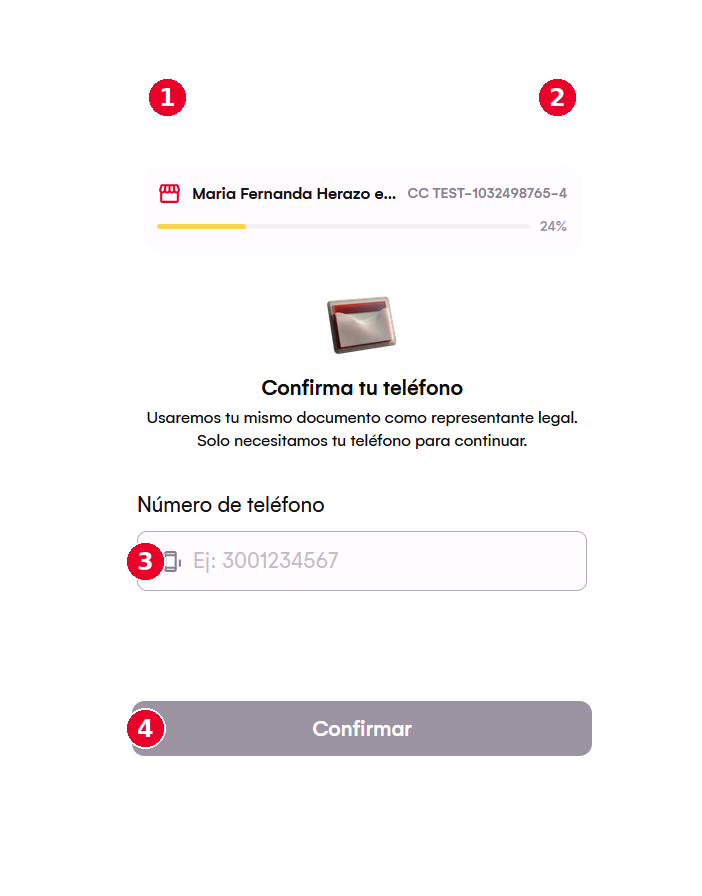 1
2
Maria Fernanda Herazo e... CC TEST-1032498765-4
24%
Confirma tu teléfono
Usaremos tu mismo documento como representante legal.
Solo necesitamos tu teléfono para continuar.
Número de teléfono
3 Ej: 3001234567
4 Confirmar